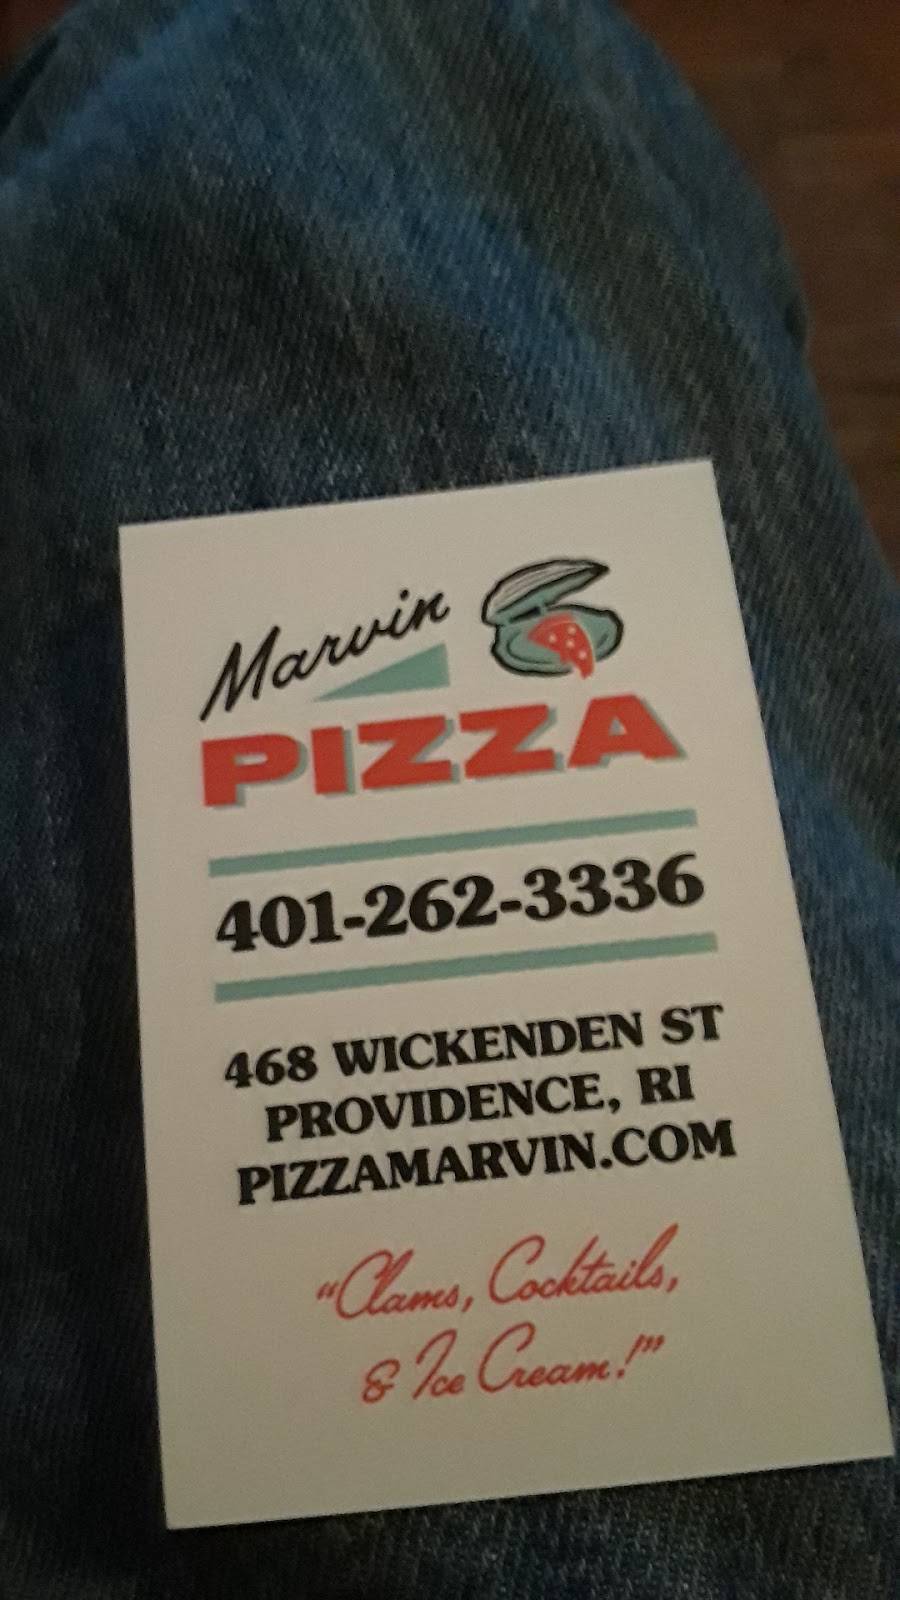 Marvin
PIZZA
401-262-3336
468 WICKENDEN ST
PROVIDENCE, RI
PIZZAMARVIN.COM
“Clams, Cocktails,
& Ice Cream!”